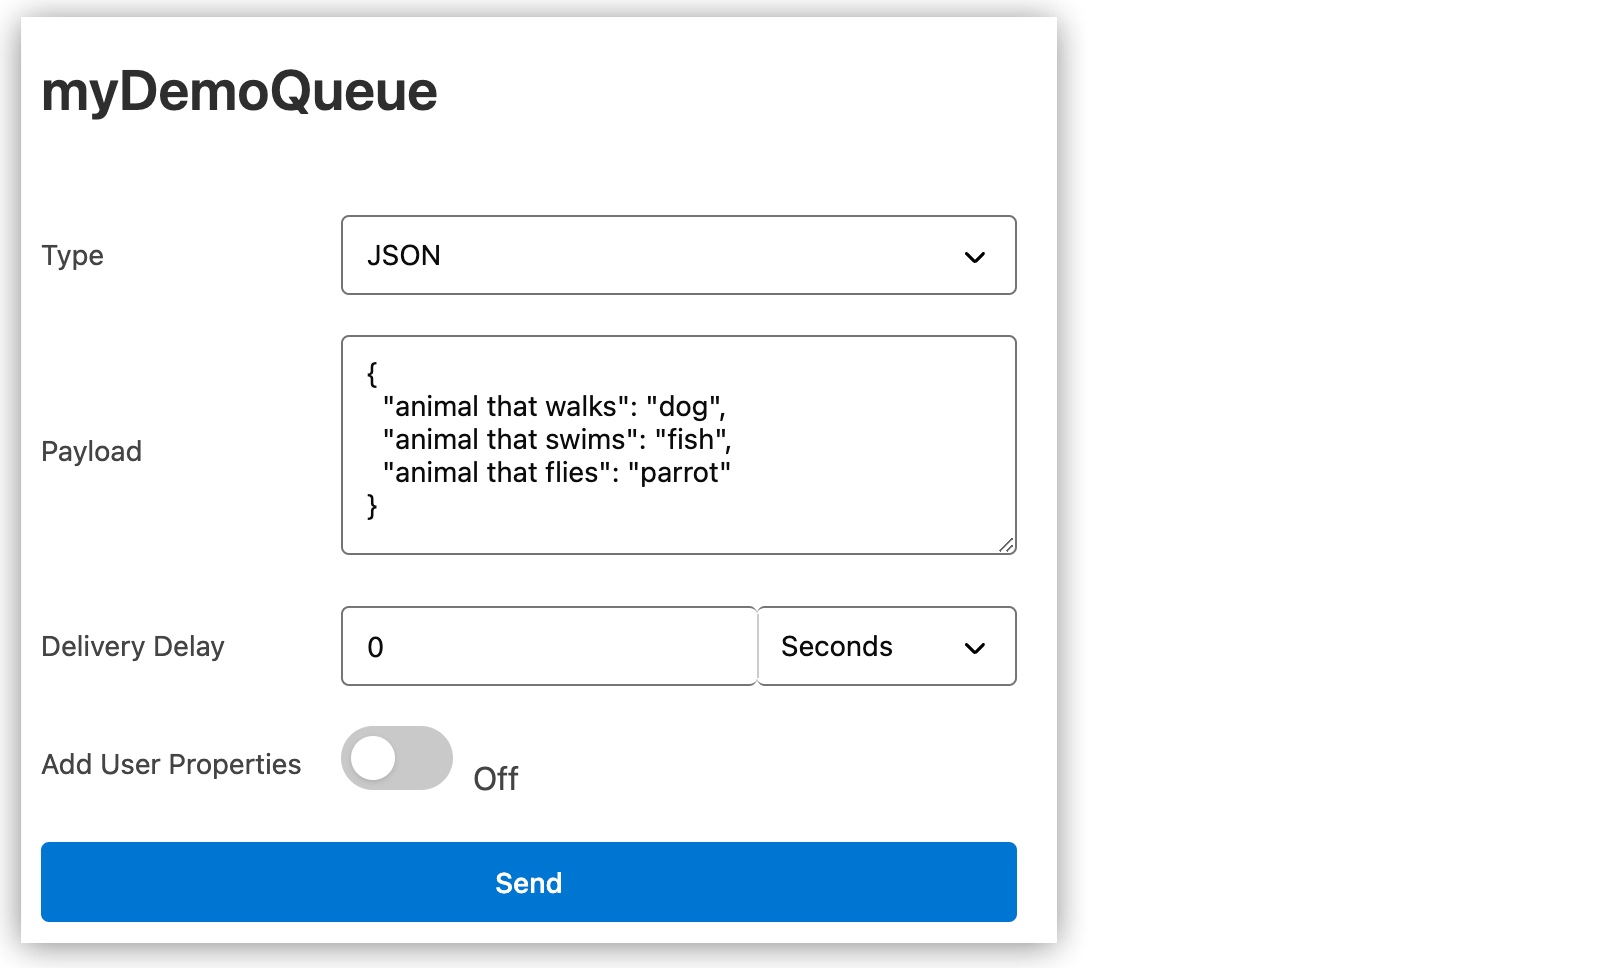 myDemoQueue
Type
JSON
Payload
{
  "animal that walks": "dog",
  "animal that swims": "fish",
  "animal that flies": "parrot"
}
Delivery Delay
0
Seconds
Add User Properties
Off
Send